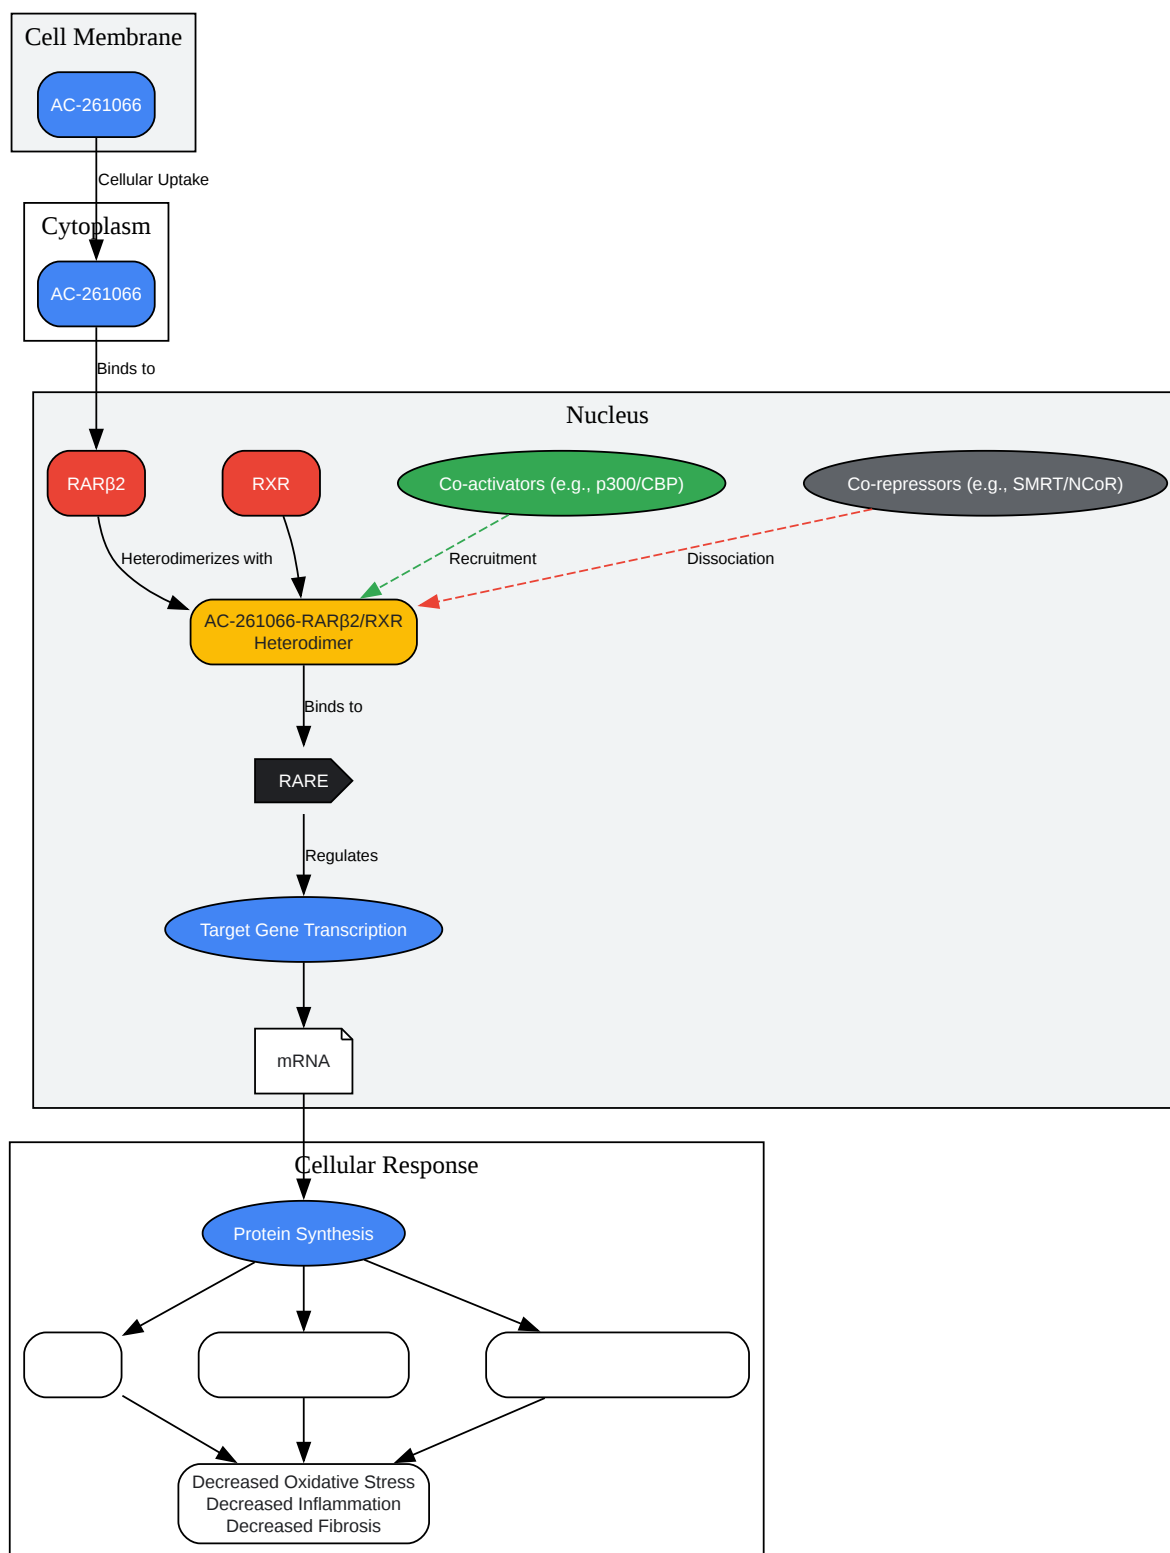 Cell Membrane
AC-261066
Cellular Uptake
Cytoplasm
AC-261066
Binds to
Nucleus
RARβ2
RXR
Co-activators (e.g., p300/CBP)
Co-repressors (e.g., SMRT/NCoR)
Heterodimerizes with
Recruitment
Dissociation
AC-261066-RARβ2/RXR
Heterodimer
Binds to
RARE
Regulates
Target Gene Transcription
mRNA
Cellular Response
Protein Synthesis
Decreased Oxidative Stress
Decreased Inflammation
Decreased Fibrosis